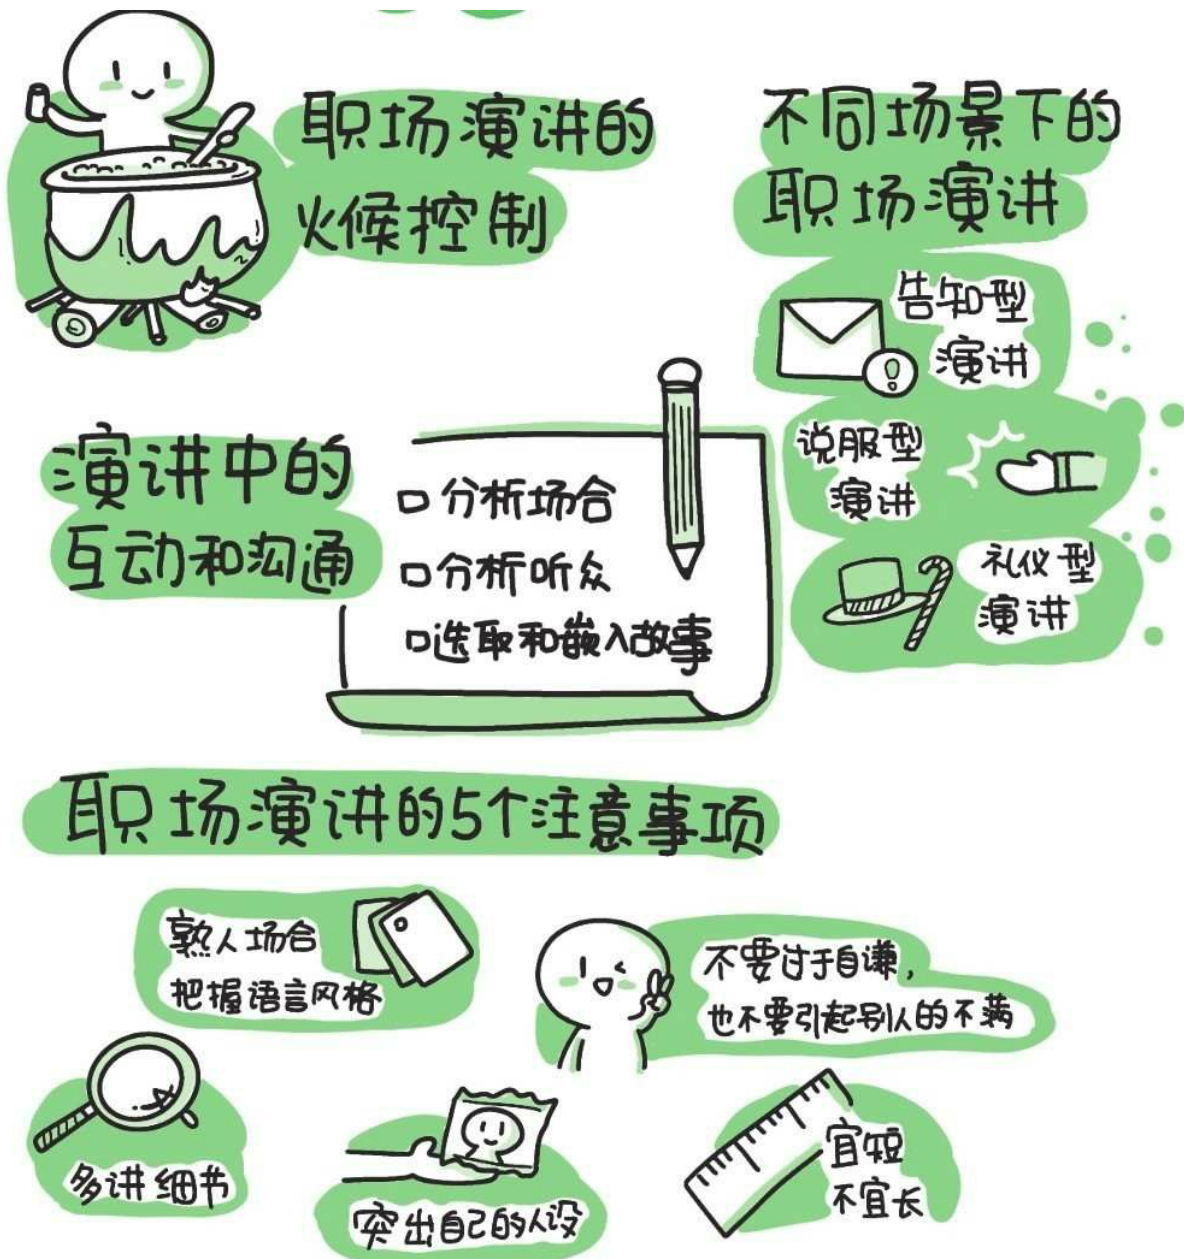 职场演讲的
火候控制
不同场景下的
职场演讲
告知型
演讲
说服型
演讲
礼仪型
演讲
演讲中的
互动和沟通
口分析场合
口分析听众
口选取和嵌入故事
职场演讲的5个注意事项
熟人场合
把握语言风格
不要过于自谦，
也不要引起别人的不满
多讲细节
突出自己的人设
宜短
不宜长